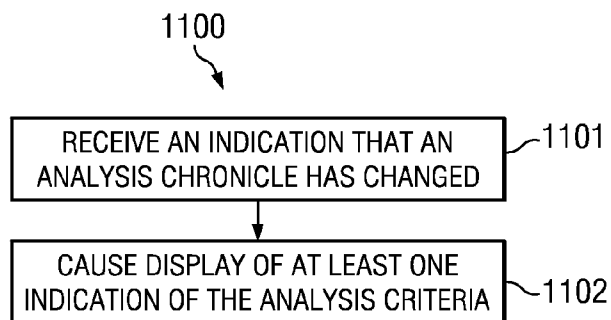 1100
RECEIVE AN INDICATION THAT AN
ANALYSIS CHRONICLE HAS CHANGED
1101
CAUSE DISPLAY OF AT LEAST ONE
INDICATION OF THE ANALYSIS CRITERIA
1102